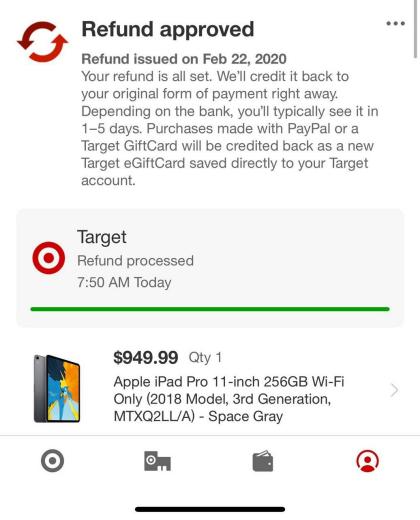 Refund approved
Refund issued on Feb 22, 2020
Your refund is all set. We'll credit it back to
your original form of payment right away.
Depending on the bank, you'll typically see it in
1–5 days. Purchases made with PayPal or a
Target GiftCard will be credited back as a new
Target eGiftCard saved directly to your Target
account.
Target
Refund processed
7:50 AM Today
$949.99 Qty 1
Apple iPad Pro 11-inch 256GB Wi-Fi
Only (2018 Model, 3rd Generation,
MTXQ2LL/A) - Space Gray